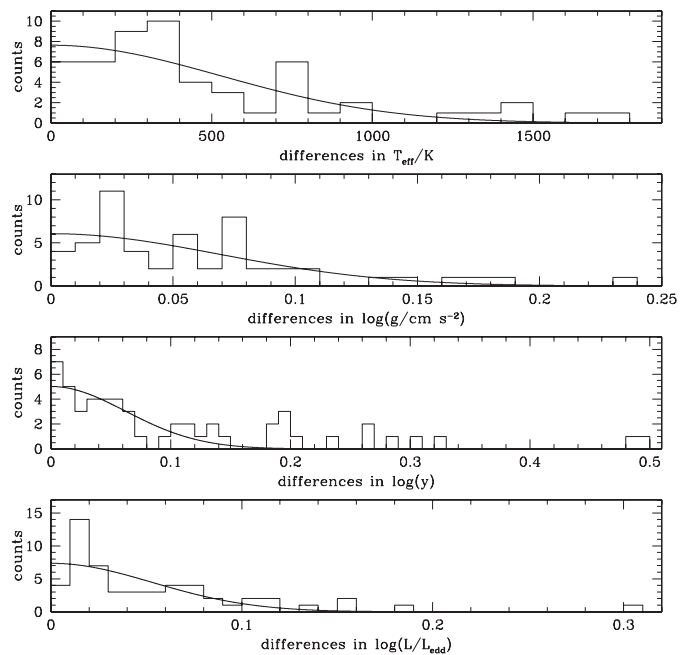 10
8
6
4
2
0
counts
0 500 1000 1500
differences in T_eff/K
10
5
0
counts
0 0.05 0.1 0.15 0.2 0.25
differences in log(g/cm s⁻²)
8
6
4
2
0
counts
0 0.1 0.2 0.3 0.4 0.5
differences in log(y)
15
10
5
0
counts
0 0.1 0.2 0.3
differences in log(L/L_edd)